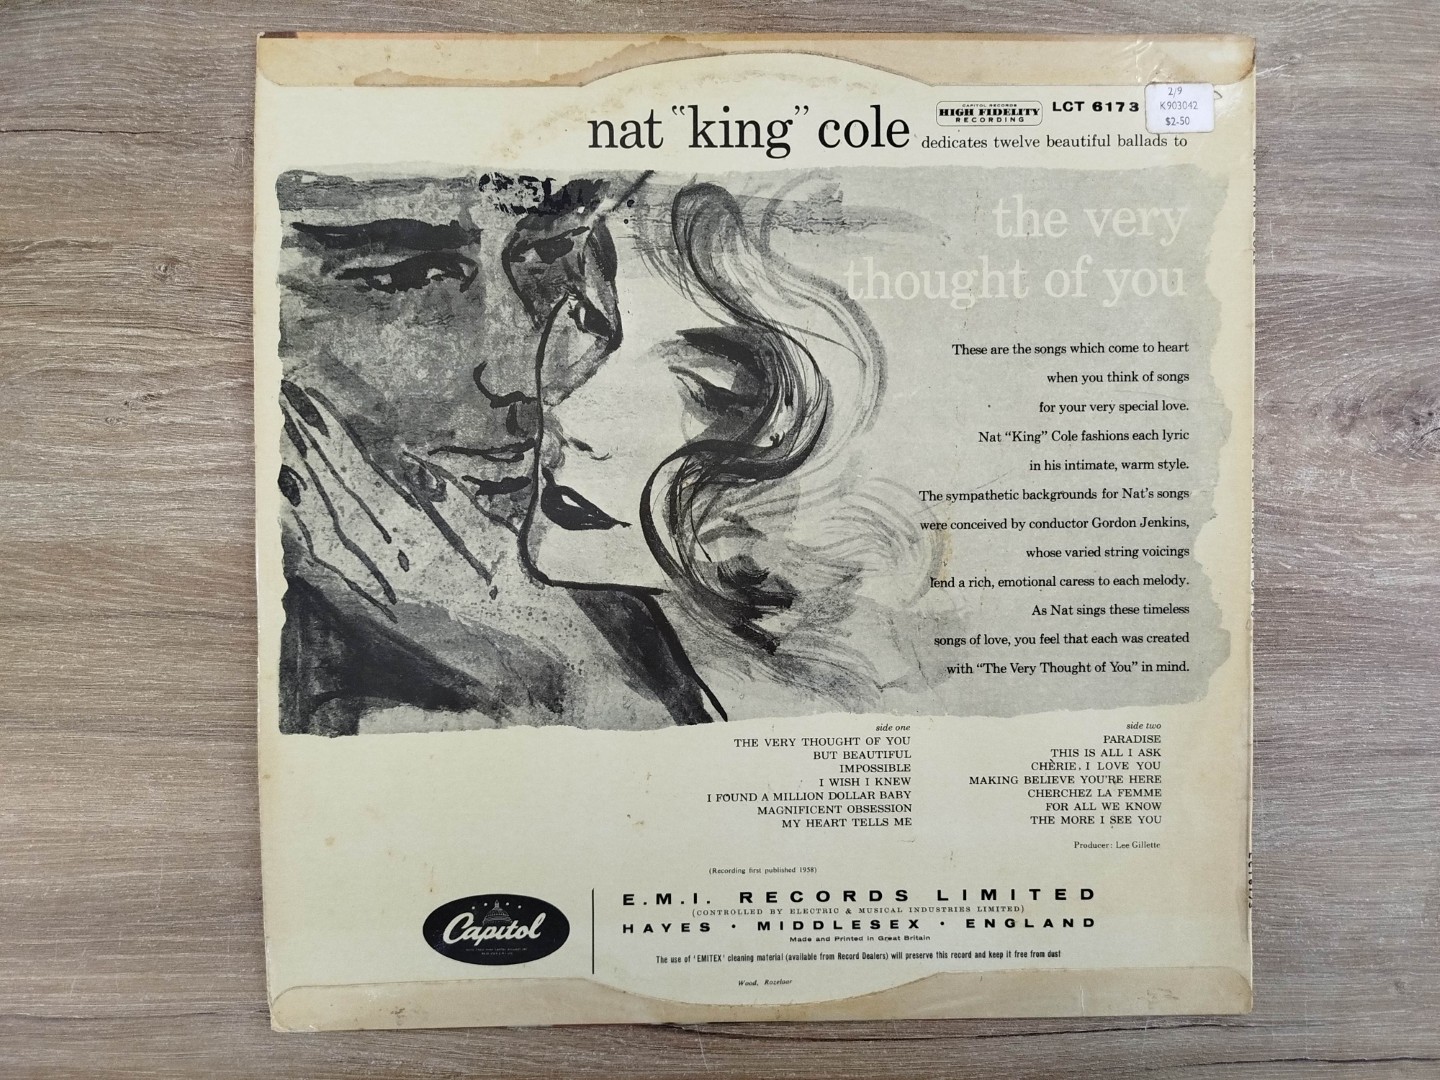 nat "king" cole
CAPITOL RECORDS
HIGH FIDELITY
RECORDING
LCT 6173
2/9
K903042
$2-50
dedicates twelve beautiful ballads to
the very
thought of you
These are the songs which come to heart
when you think of songs
for your very special love.
Nat "King" Cole fashions each lyric
in his intimate, warm style.
The sympathetic backgrounds for Nat's songs
were conceived by conductor Gordon Jenkins,
whose varied string voicings
lend a rich, emotional caress to each melody.
As Nat sings these timeless
songs of love, you feel that each was created
with "The Very Thought of You" in mind.
side one
THE VERY THOUGHT OF YOU
BUT BEAUTIFUL
IMPOSSIBLE
I WISH I KNEW
I FOUND A MILLION DOLLAR BABY
MAGNIFICENT OBSESSION
MY HEART TELLS ME
side two
PARADISE
THIS IS ALL I ASK
CHÈRIE, I LOVE YOU
MAKING BELIEVE YOU'RE HERE
CHERCHEZ LA FEMME
FOR ALL WE KNOW
THE MORE I SEE YOU
Producer: Lee Gillette
(Recording first published 1958)
Capitol
E.M.I. RECORDS LIMITED
(CONTROLLED BY ELECTRIC & MUSICAL INDUSTRIES LIMITED)
HAYES · MIDDLESEX · ENGLAND
Made and Printed in Great Britain
The use of 'EMITEX' cleaning material (available from Record Dealers) will preserve this record and keep it free from dust
Wood, Rozelaar